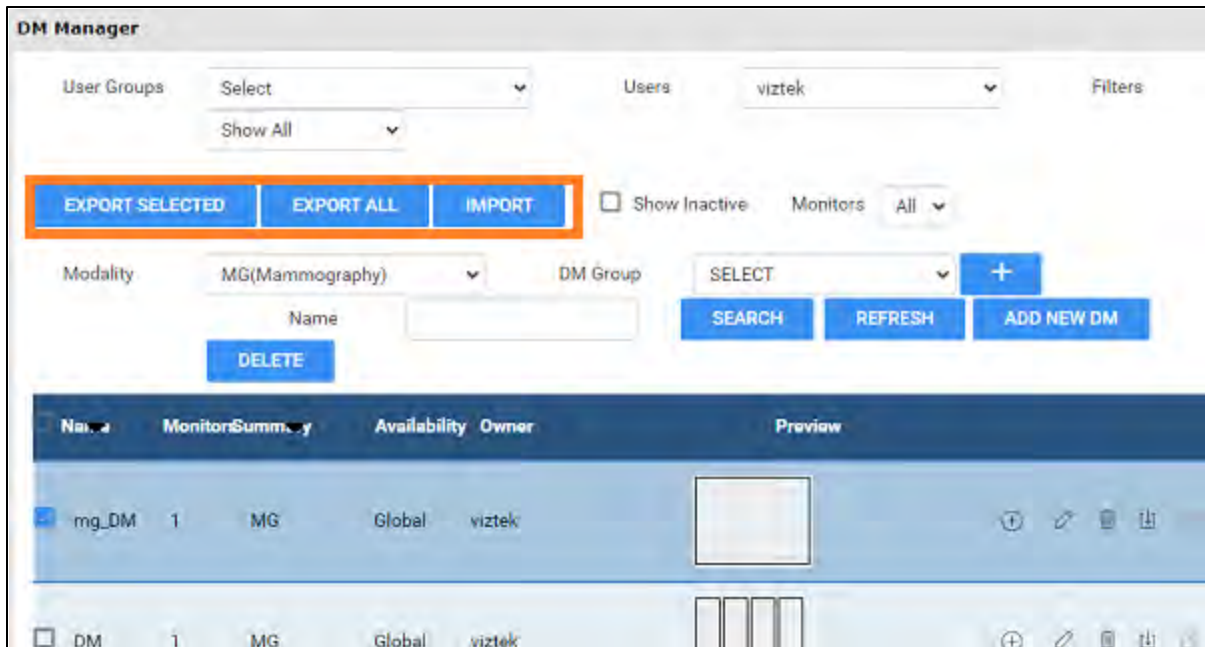 DM Manager
User Groups Select Users viztek Filters
Show All
EXPORT SELECTED EXPORT ALL IMPORT Show Inactive Monitors All
Modality MG(Mammography) DM Group SELECT +
Name SEARCH REFRESH ADD NEW DM
DELETE
Monitors Availability Owner Preview
mg_DM 1 MG Global viztek
DM 1 MG Global viztek